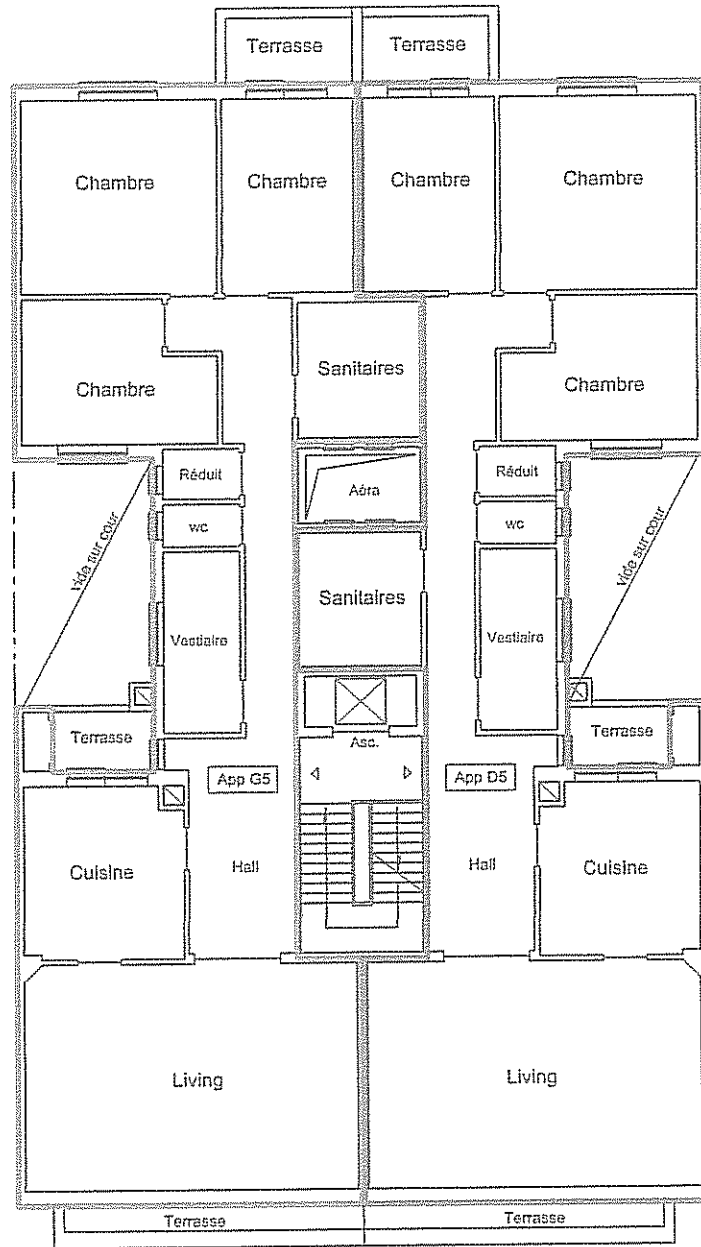 Terrasse Terrasse
Chambre Chambre Chambre Chambre
Chambre Sanitaires Chambre
Réduit Aéra Réduit
wc wc
vide sur cour vide sur cour
Vestiaire Sanitaires Vestiaire
Terrasse Asc. Terrasse
App G5 App D5
Cuisine Hall Hall Cuisine
Living Living
Terrasse Terrasse